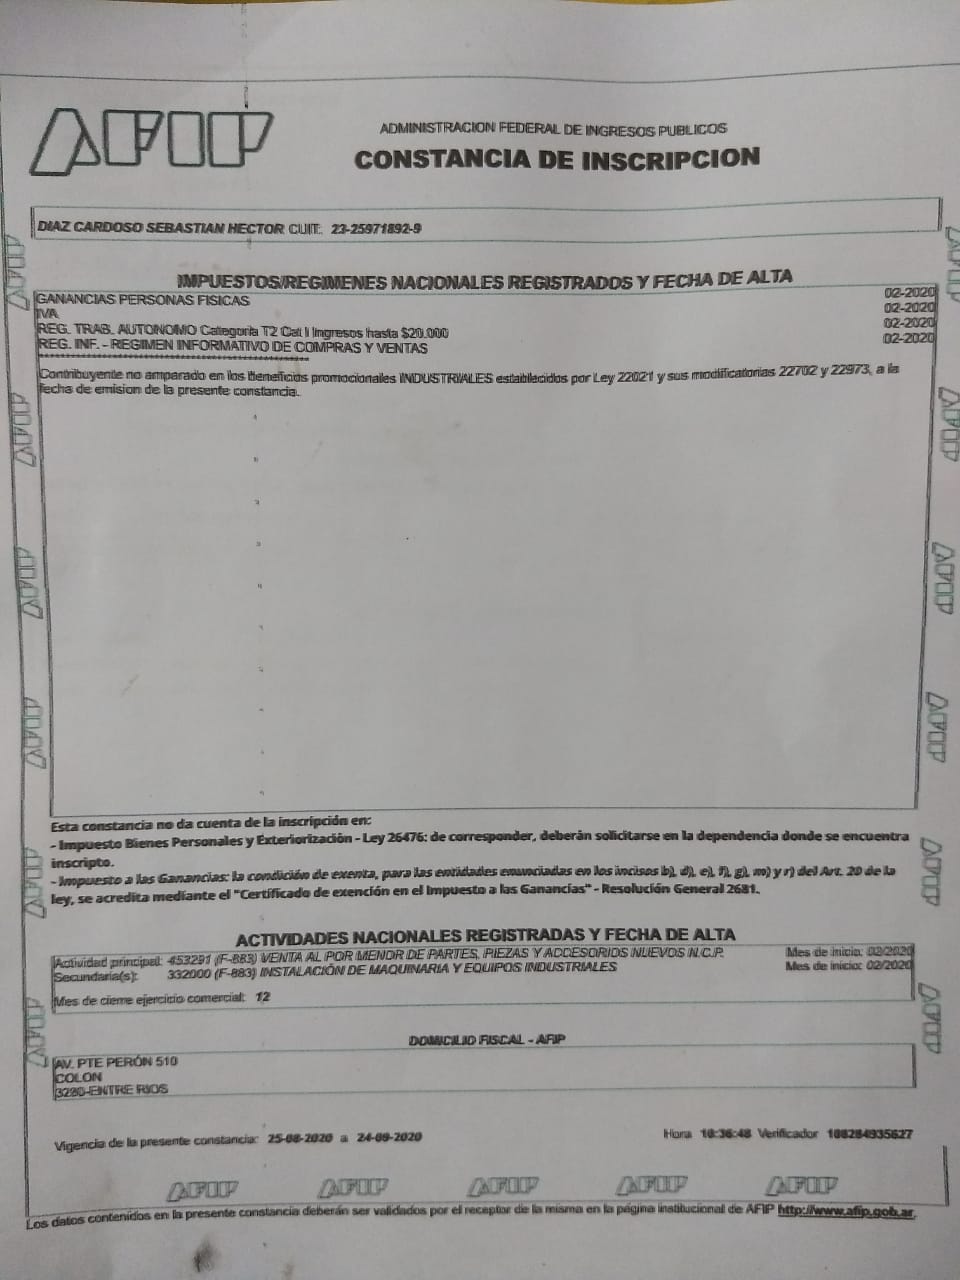 AFIP
ADMINISTRACION FEDERAL DE INGRESOS PUBLICOS
CONSTANCIA DE INSCRIPCION
DIAZ CARDOSO SEBASTIAN HECTOR CUIT: 23-25971892-9
IMPUESTOS/REGIMENES NACIONALES REGISTRADOS Y FECHA DE ALTA
GANANCIAS PERSONAS FISICAS 02-2020
IVA 02-2020
REG. TRAB. AUTONOMO Categoria T2 Cat I Ingresos hasta $20.000 02-2020
REG. INF. - REGIMEN INFORMATIVO DE COMPRAS Y VENTAS 02-2020
Contribuyente no amparado en los beneficios promocionales INDUSTRIALES establecidos por Ley 22021 y sus modificatorias 22702 y 22973, a la
fecha de emision de la presente constancia.
Esta constancia no da cuenta de la inscripción en:
- Impuesto Bienes Personales y Exteriorización - Ley 26476: de corresponder, deberán solicitarse en la dependencia donde se encuentra
inscripto.
- Impuesto a las Ganancias: la condición de exenta, para las entidades enunciadas en los incisos b), d), e), f), g), m) y r) del Art. 20 de la
ley, se acredita mediante el "Certificado de exención en el Impuesto a las Ganancias" - Resolución General 2681.
ACTIVIDADES NACIONALES REGISTRADAS Y FECHA DE ALTA
Actividad principal: 453291 (F-883) VENTA AL POR MENOR DE PARTES, PIEZAS Y ACCESORIOS NUEVOS N.C.P. Mes de inicio: 02/2020
Secundaria(s): 332000 (F-883) INSTALACIÓN DE MAQUINARIA Y EQUIPOS INDUSTRIALES Mes de inicio: 02/2020
Mes de cierre ejercicio comercial: 12
DOMICILIO FISCAL - AFIP
AV. PTE PERÓN 510
COLON
3280-ENTRE RIOS
Vigencia de la presente constancia: 25-08-2020 a 24-09-2020 Hora 10:36:48 Verificador 108284935627
AFIP AFIP AFIP AFIP AFIP
Los datos contenidos en la presente constancia deberán ser validados por el receptor de la misma en la página institucional de AFIP http://www.afip.gob.ar.